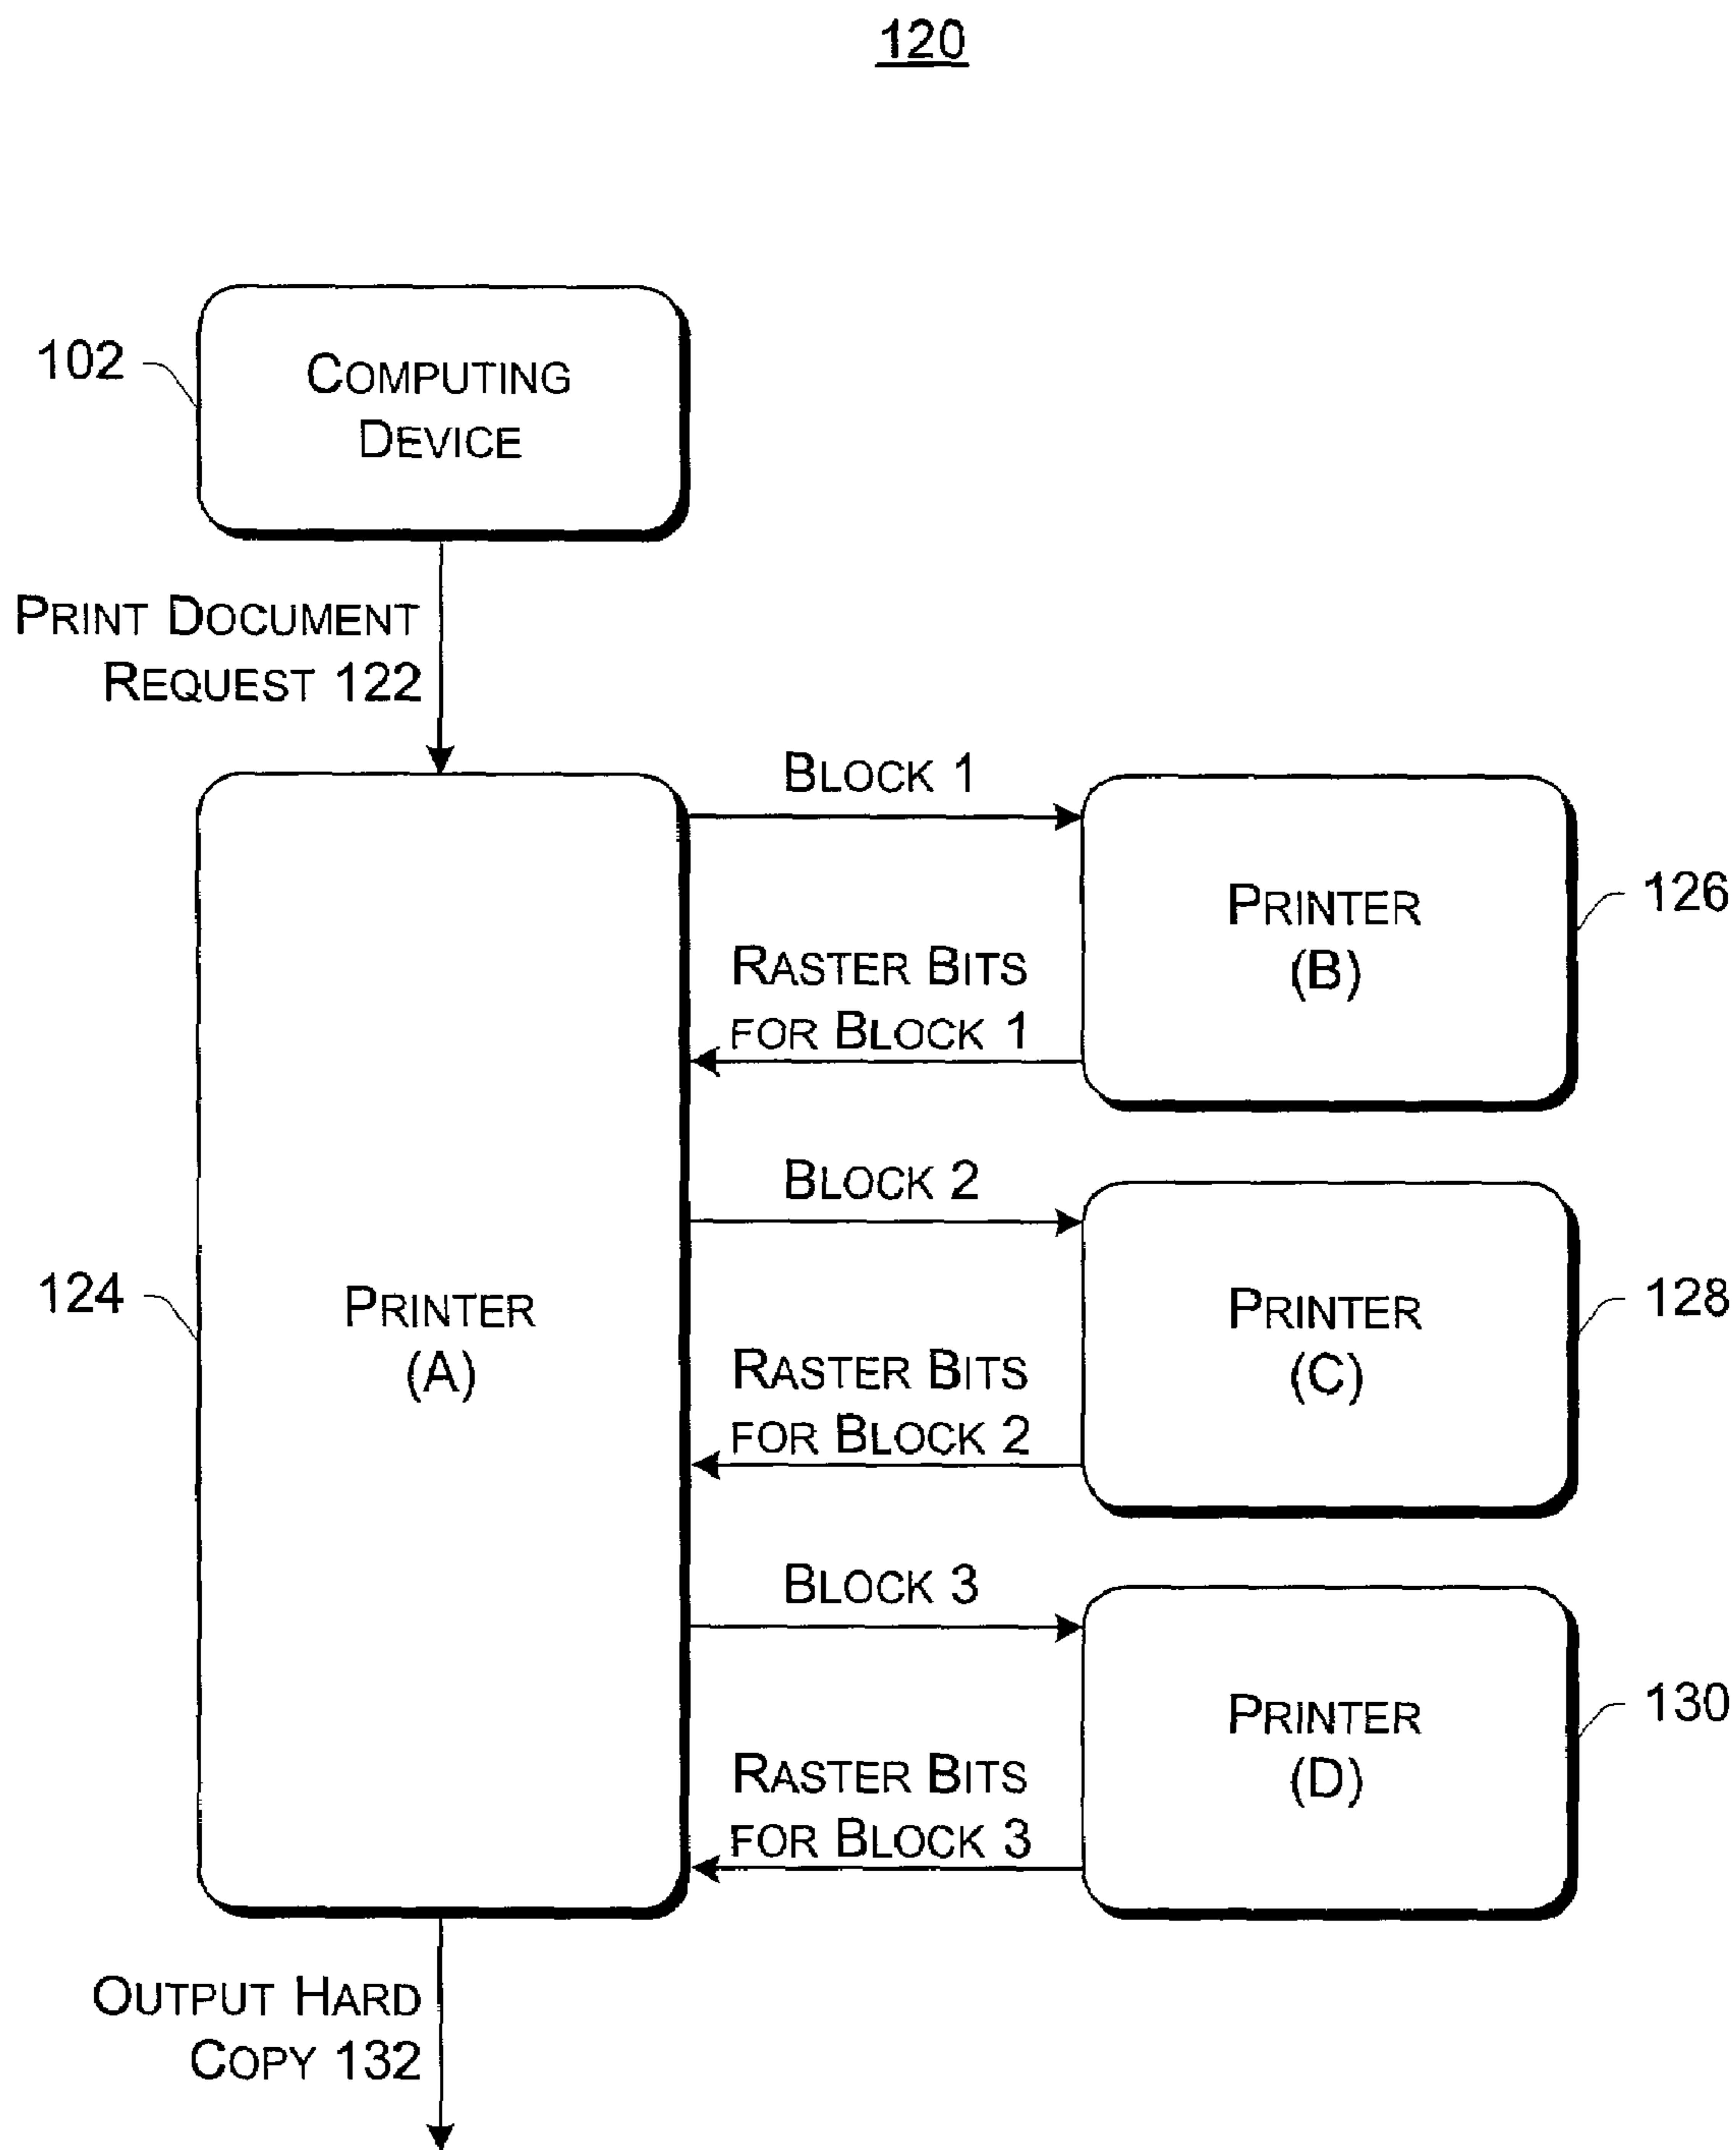 120
102
COMPUTING
DEVICE
PRINT DOCUMENT
REQUEST 122
BLOCK 1
PRINTER
(B)
126
RASTER BITS
FOR BLOCK 1
BLOCK 2
124
PRINTER
(A)
PRINTER
(C)
128
RASTER BITS
FOR BLOCK 2
BLOCK 3
PRINTER
(D)
130
RASTER BITS
FOR BLOCK 3
OUTPUT HARD
COPY 132